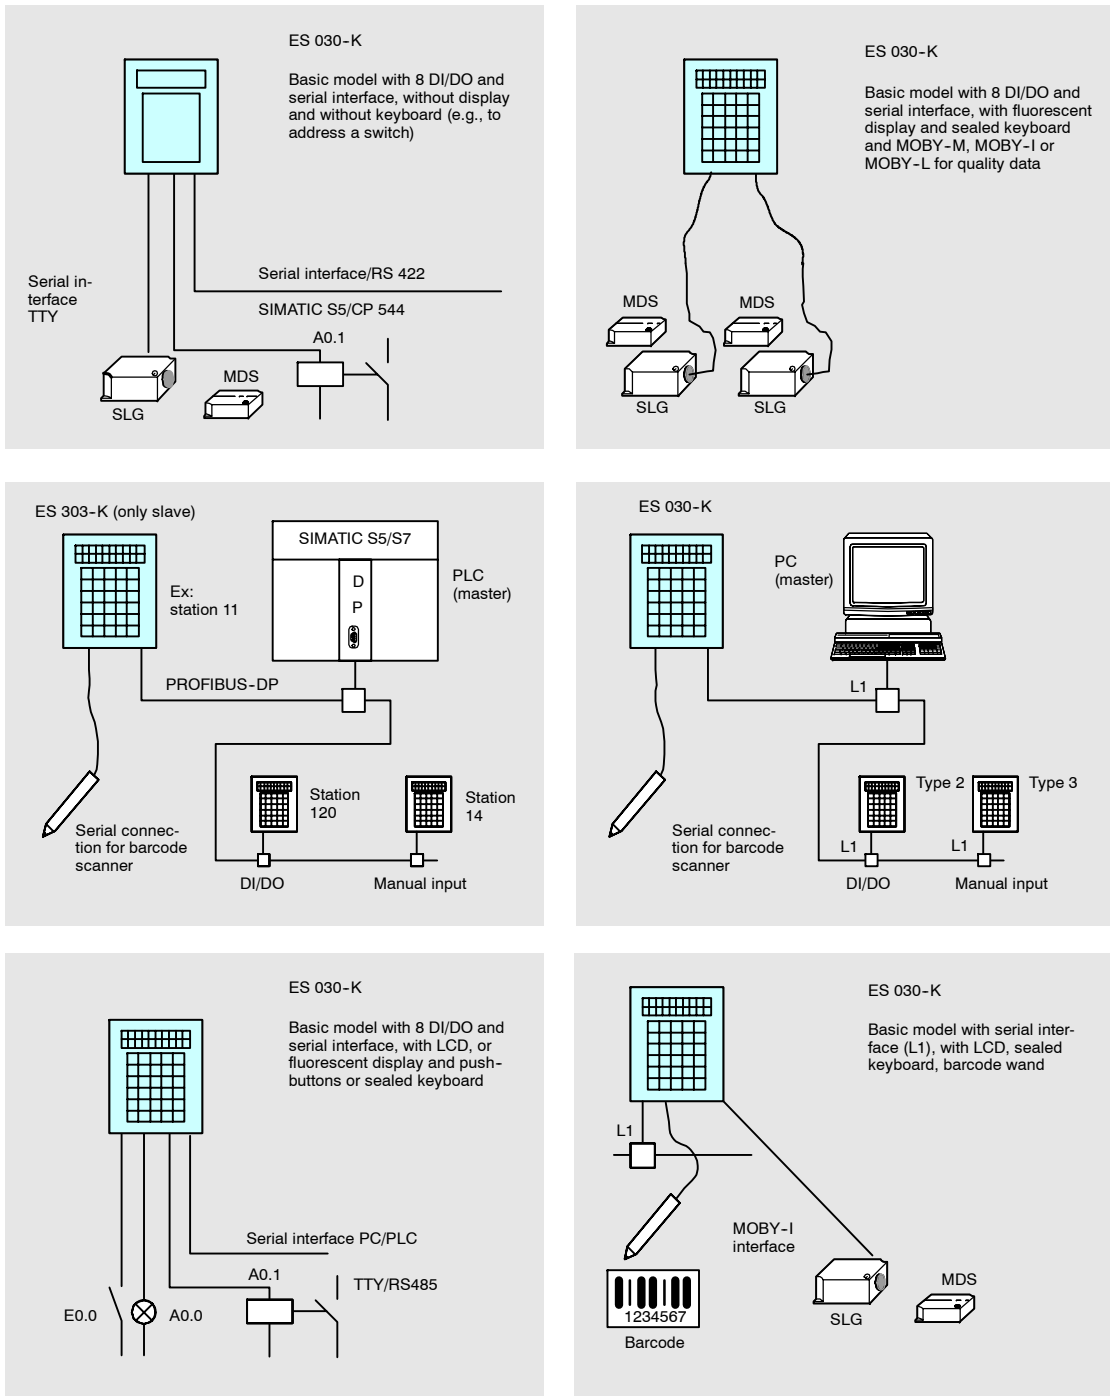 ES 030-K
Basic model with 8 DI/DO and
serial interface, without display
and without keyboard (e.g., to
address a switch)
Serial in-
terface
TTY
Serial interface/RS 422
SIMATIC S5/CP 544
A0.1
MDS
SLG
ES 030-K
Basic model with 8 DI/DO and
serial interface, with fluorescent
display and sealed keyboard
and MOBY-M, MOBY-I or
MOBY-L for quality data
MDS
MDS
SLG
SLG
ES 303-K (only slave)
SIMATIC S5/S7
D
P
PLC
(master)
Ex:
station 11
PROFIBUS-DP
Station
120
Station
14
Serial connec-
tion for barcode
scanner
DI/DO
Manual input
ES 030-K
PC
(master)
L1
Type 2
Type 3
Serial connec-
tion for barcode
scanner
L1
L1
DI/DO
Manual input
ES 030-K
Basic model with 8 DI/DO and
serial interface, with LCD, or
fluorescent display and push-
buttons or sealed keyboard
Serial interface PC/PLC
A0.1
TTY/RS485
E0.0
A0.0
ES 030-K
Basic model with serial inter-
face (L1), with LCD, sealed
keyboard, barcode wand
L1
MOBY-I
interface
1234567
Barcode
SLG
MDS